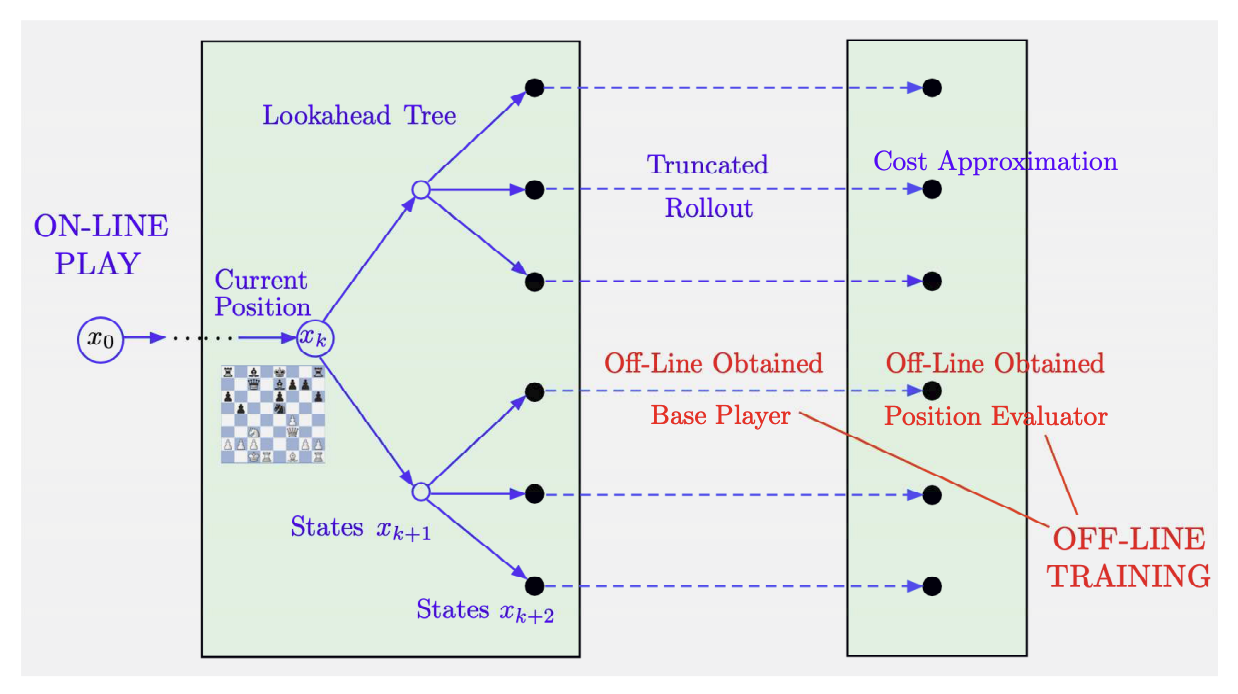 Lookahead Tree
Truncated
Rollout
Cost Approximation
ON-LINE
PLAY
Current
Position
x_0
......
x_k
Off-Line Obtained
Base Player
Off-Line Obtained
Position Evaluator
States x_{k+1}
States x_{k+2}
OFF-LINE
TRAINING